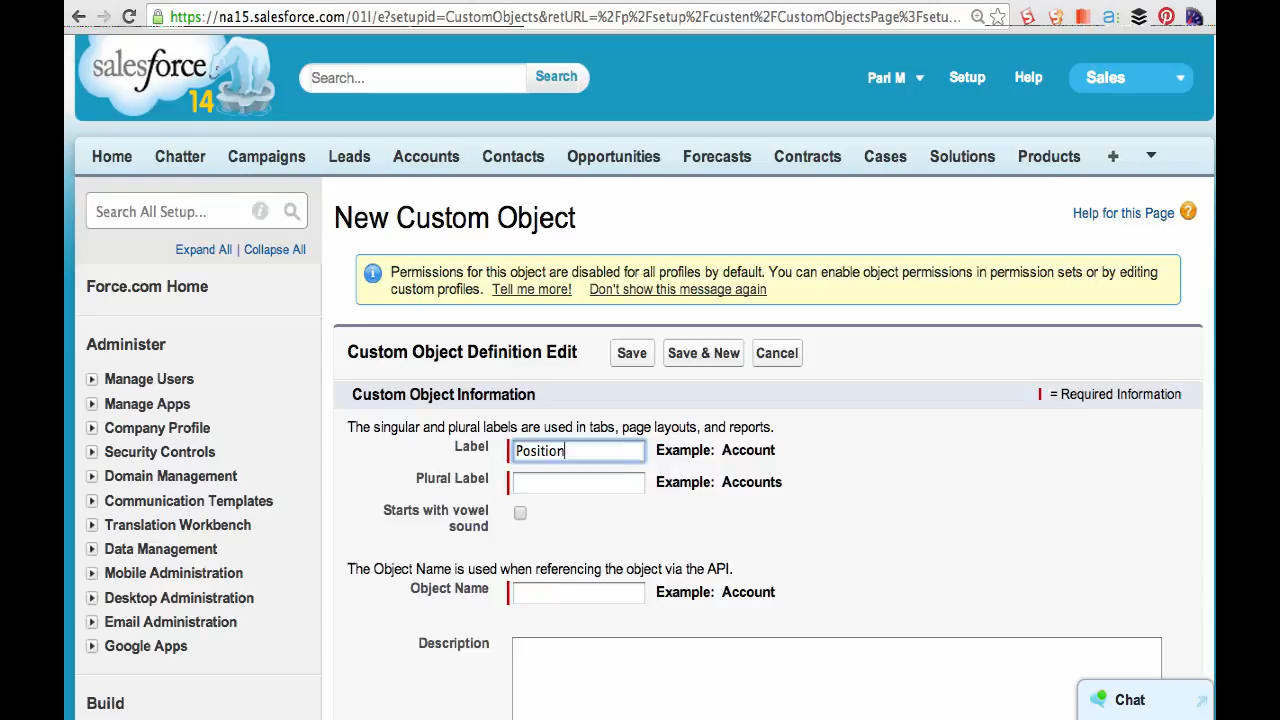 https://na15.salesforce.com/01I/e?setupid=CustomObjects&retURL=%2Fp%2Fsetup%2Fcustent%2FCustomObjectsPage%3Fsetu...
salesforce
14
Search...
Search
Pari M
Setup
Help
Sales
Home
Chatter
Campaigns
Leads
Accounts
Contacts
Opportunities
Forecasts
Contracts
Cases
Solutions
Products
+
Search All Setup...
Expand All | Collapse All
Force.com Home
Administer
Manage Users
Manage Apps
Company Profile
Security Controls
Domain Management
Communication Templates
Translation Workbench
Data Management
Mobile Administration
Desktop Administration
Email Administration
Google Apps
Build
New Custom Object
Help for this Page ?
Permissions for this object are disabled for all profiles by default. You can enable object permissions in permission sets or by editing
custom profiles. Tell me more! Don't show this message again
Custom Object Definition Edit
Save
Save & New
Cancel
Custom Object Information
= Required Information
The singular and plural labels are used in tabs, page layouts, and reports.
Label
Position
Example: Account
Plural Label
Example: Accounts
Starts with vowel
sound
The Object Name is used when referencing the object via the API.
Object Name
Example: Account
Description
Chat